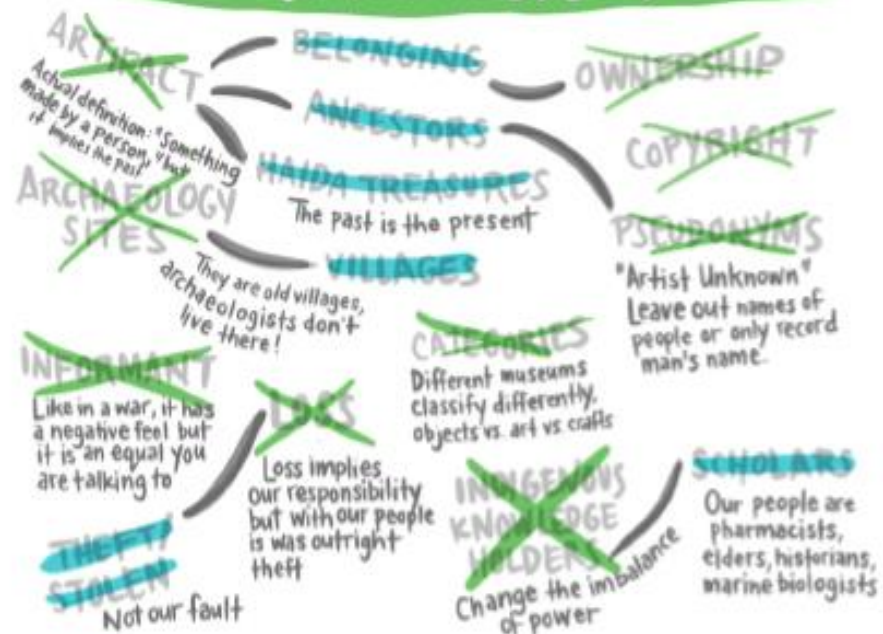 ARTIFACT
Actual definition: "Something
made by a person," but
it implies the past
BELONGING
ANCESTORS
HAIDA TREASURES
The past is the present
OWNERSHIP
COPYRIGHT
PSEUDONYMS
"Artist Unknown"
Leave out names of
people or only record
man's name.
ARCHAEOLOGY
SITES
They are old villages,
archaeologists don't
live there!
VILLAGES
INFORMANT
Like in a war, it has
a negative feel but
it is an equal you
are talking to
LOSS
Loss implies
our responsibility
but with our people
is was outright
theft
THEFT/
STOLEN
Not our fault
CATEGORIES
Different museums
classify differently.
objects vs. art vs crafts
INDIGENOUS
KNOWLEDGE
HOLDERS
Change the imbalance
of power
SCHOLARS
Our people are
pharmacists,
elders, historians,
marine biologists